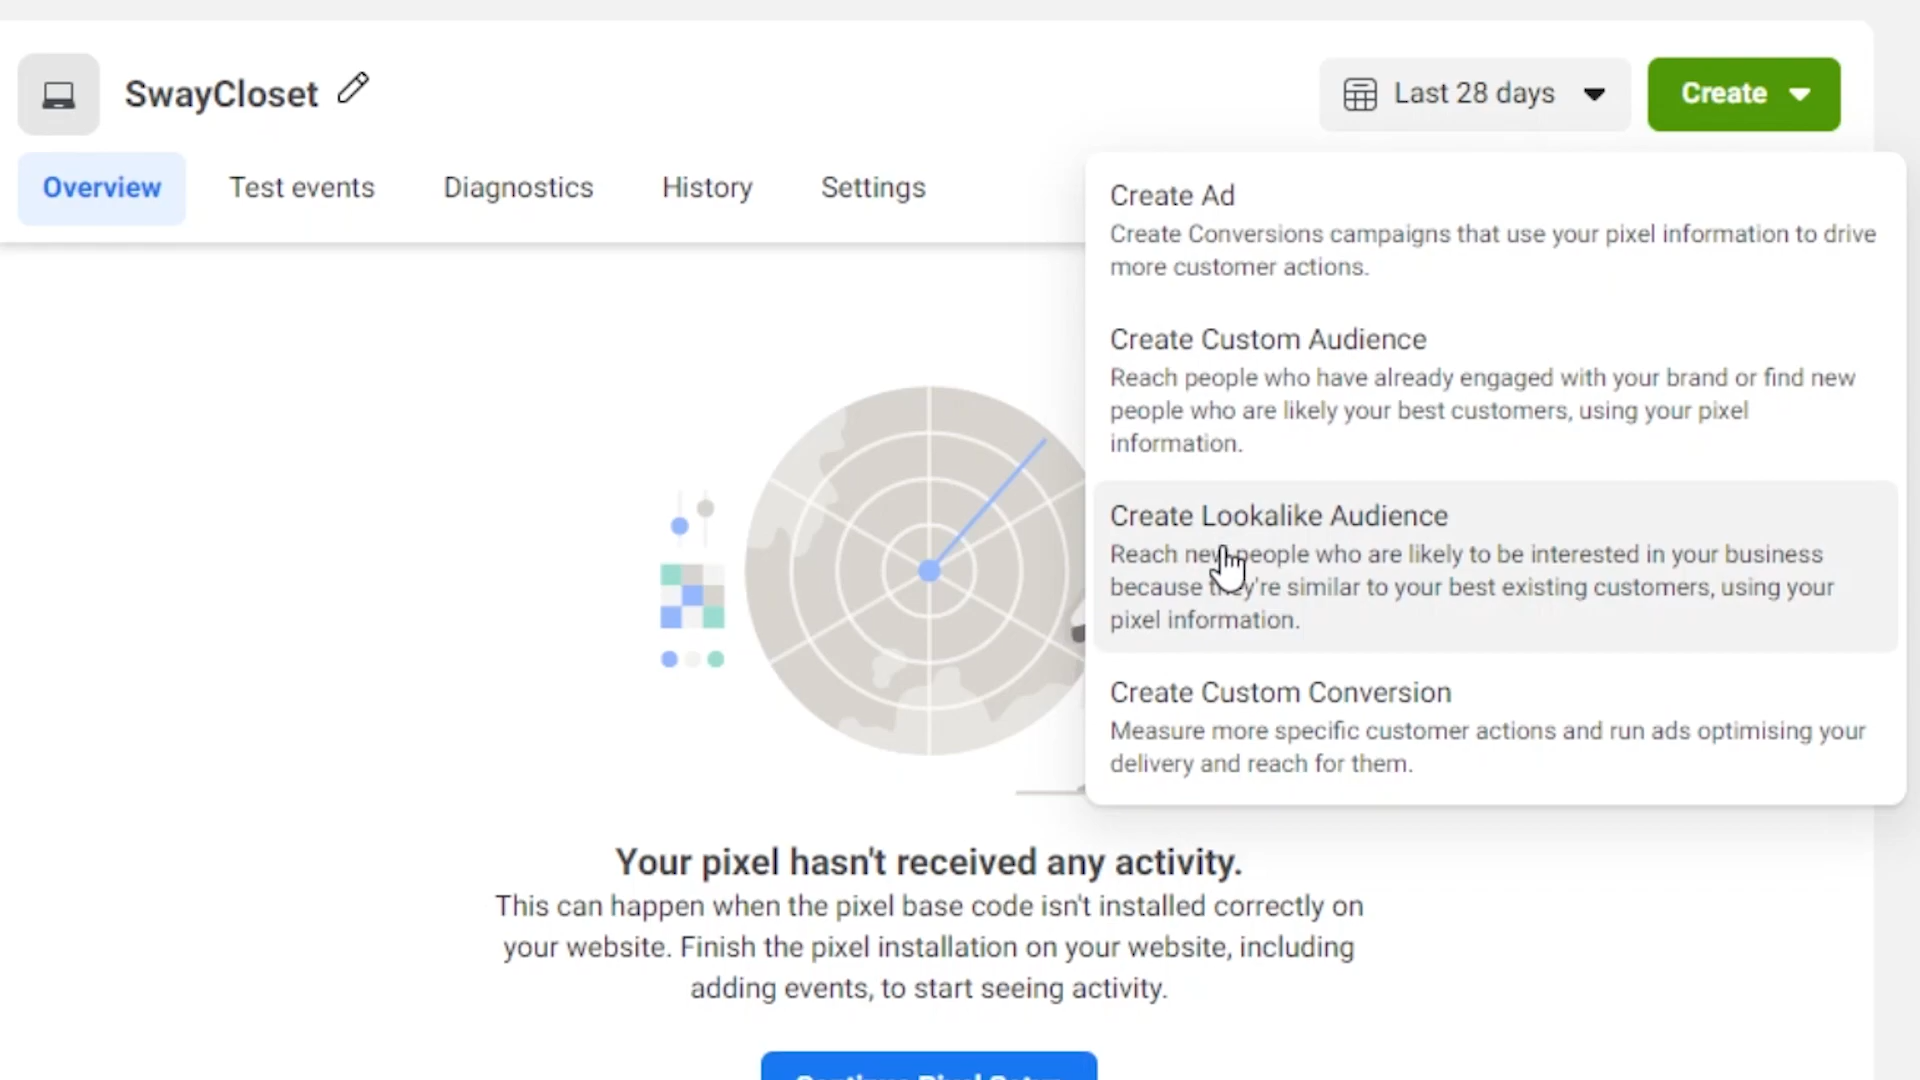 SwayCloset
Last 28 days
Create
Overview
Test events
Diagnostics
History
Settings
Create Ad
Create Conversions campaigns that use your pixel information to drive
more customer actions.
Create Custom Audience
Reach people who have already engaged with your brand or find new
people who are likely your best customers, using your pixel
information.
Create Lookalike Audience
Reach new people who are likely to be interested in your business
because they're similar to your best existing customers, using your
pixel information.
Create Custom Conversion
Measure more specific customer actions and run ads optimising your
delivery and reach for them.
Your pixel hasn't received any activity.
This can happen when the pixel base code isn't installed correctly on
your website. Finish the pixel installation on your website, including
adding events, to start seeing activity.